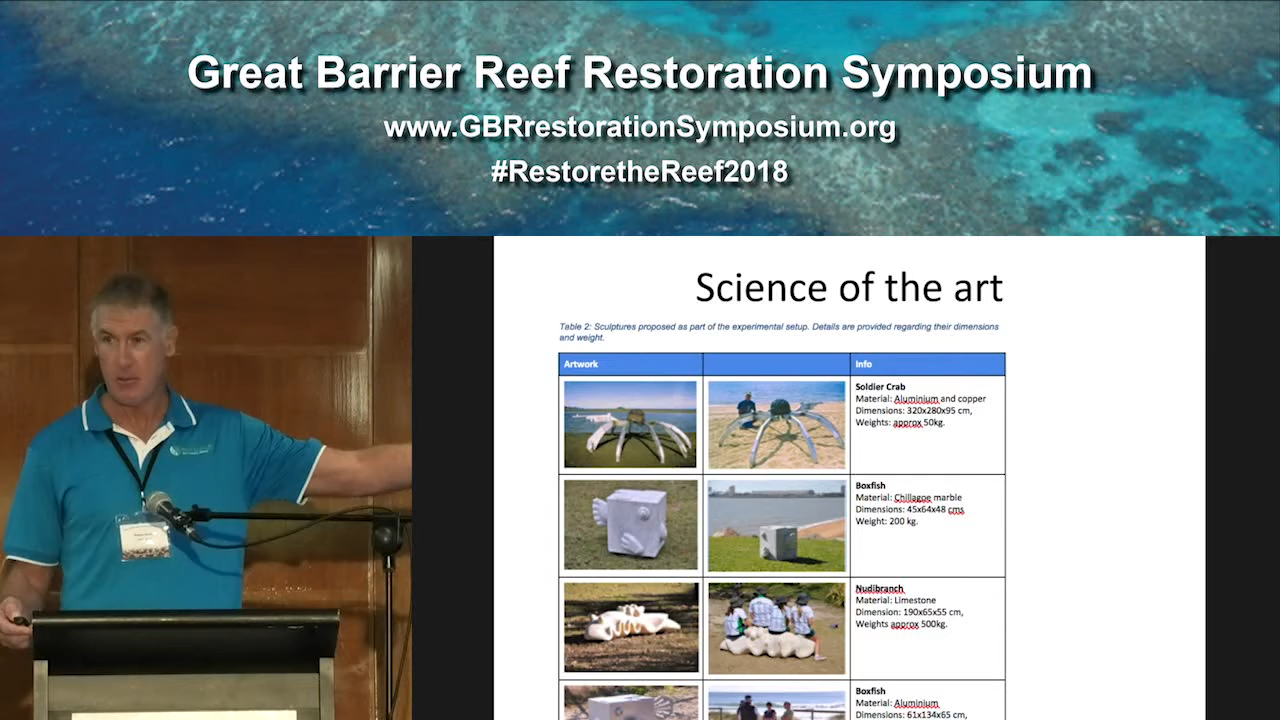 Great Barrier Reef Restoration Symposium
www.GBRrestorationSymposium.org
#RestoretheReef2018
Science of the art
Table 2: Sculptures proposed as part of the experimental setup. Details are provided regarding their dimensions
and weight.
Artwork
Info
Soldier Crab
Material: Aluminium and copper
Dimensions: 320x280x95 cm,
Weights: approx 50kg.
Boxfish
Material: Chillagoe marble
Dimensions: 45x64x48 cms
Weight: 200 kg.
Nudibranch
Material: Limestone
Dimension: 190x65x55 cm,
Weights approx 500kg.
Boxfish
Material: Aluminium
Dimensions: 61x134x65 cm,